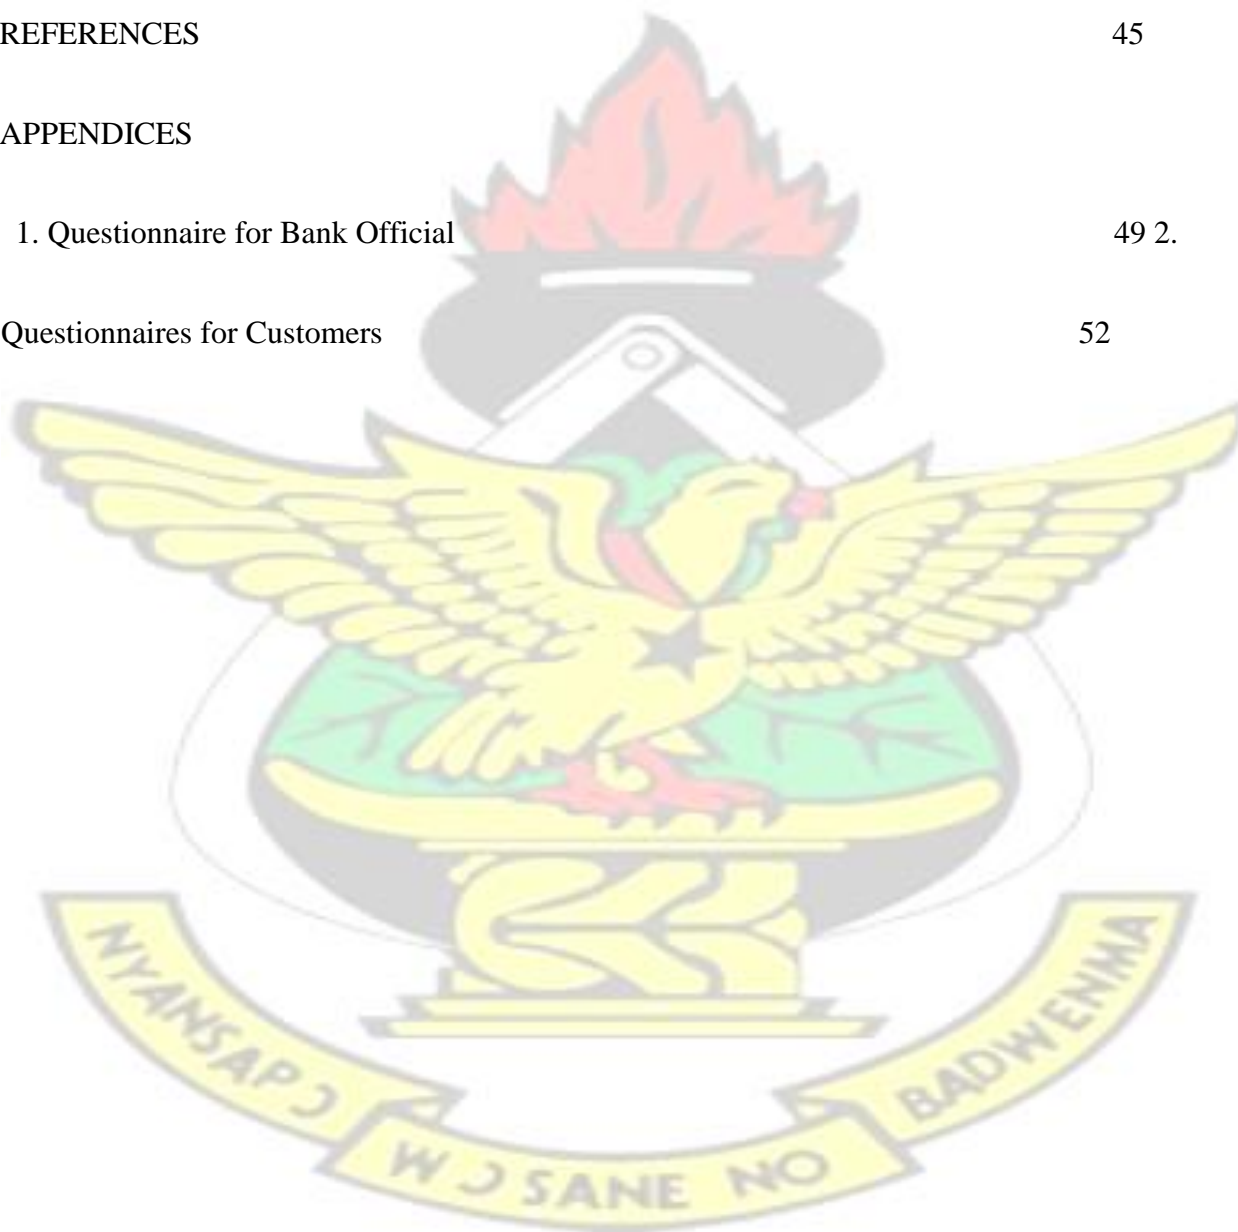 REFERENCES 45
APPENDICES
1. Questionnaire for Bank Official 49 2.
Questionnaires for Customers 52
NYANSAPƆ
WƆSANE NO
BADWENMA